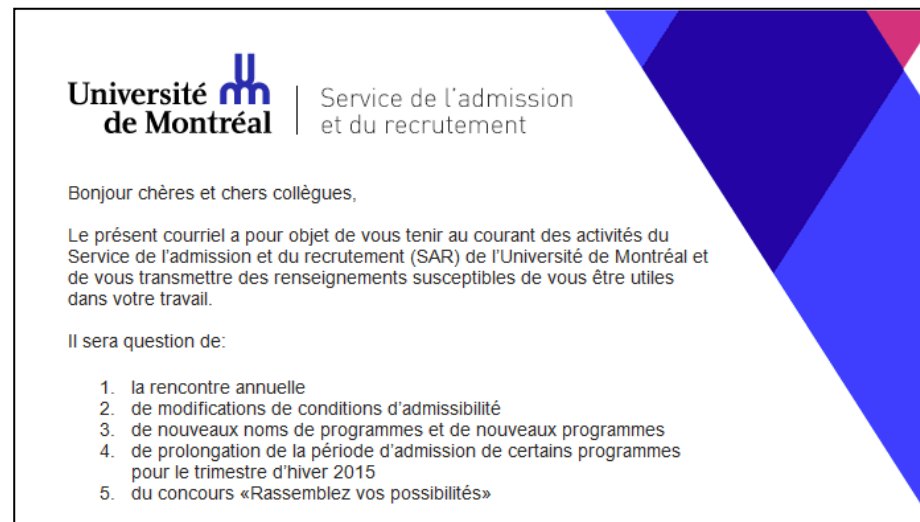 Université
de Montréal
Service de l'admission
et du recrutement
Bonjour chères et chers collègues,
Le présent courriel a pour objet de vous tenir au courant des activités du
Service de l'admission et du recrutement (SAR) de l'Université de Montréal et
de vous transmettre des renseignements susceptibles de vous être utiles
dans votre travail.
Il sera question de:
1. la rencontre annuelle
2. de modifications de conditions d'admissibilité
3. de nouveaux noms de programmes et de nouveaux programmes
4. de prolongation de la période d'admission de certains programmes
pour le trimestre d'hiver 2015
5. du concours «Rassemblez vos possibilités»